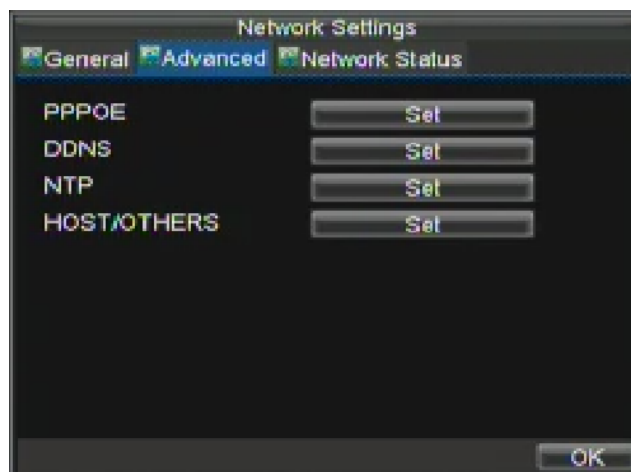 Network Settings
General Advanced Network Status
PPPOE Set
DDNS Set
NTP Set
HOST/OTHERS Set
OK